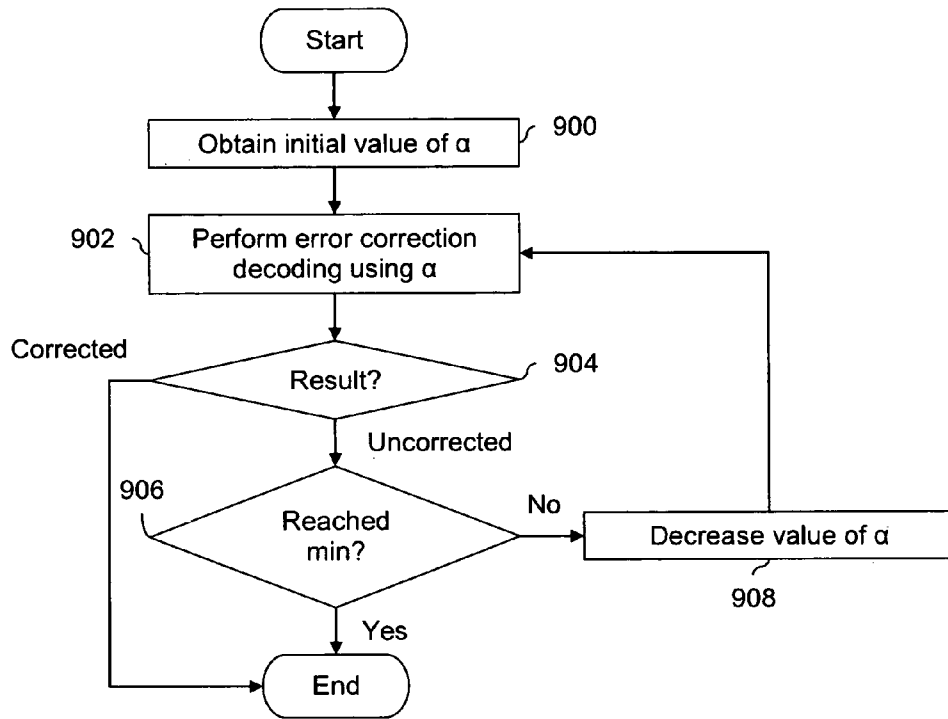 Start
Obtain initial value of α
900
902
Perform error correction
decoding using α
Corrected
Result?
904
Uncorrected
906
Reached
min?
No
Decrease value of α
908
Yes
End